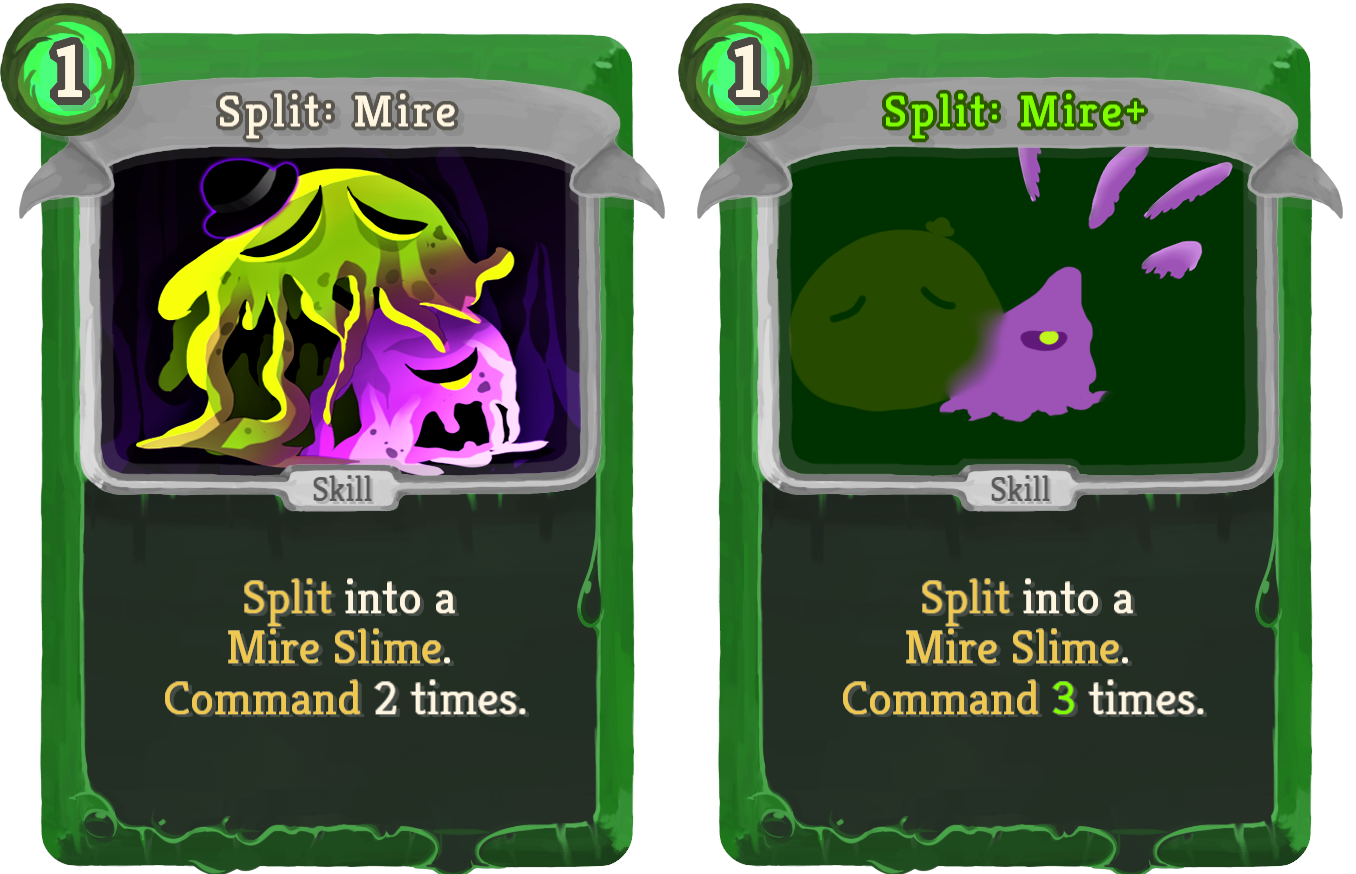 1
Split: Mire
Skill
Split into a
Mire Slime.
Command 2 times.
1
Split: Mire+
Skill
Split into a
Mire Slime.
Command 3 times.